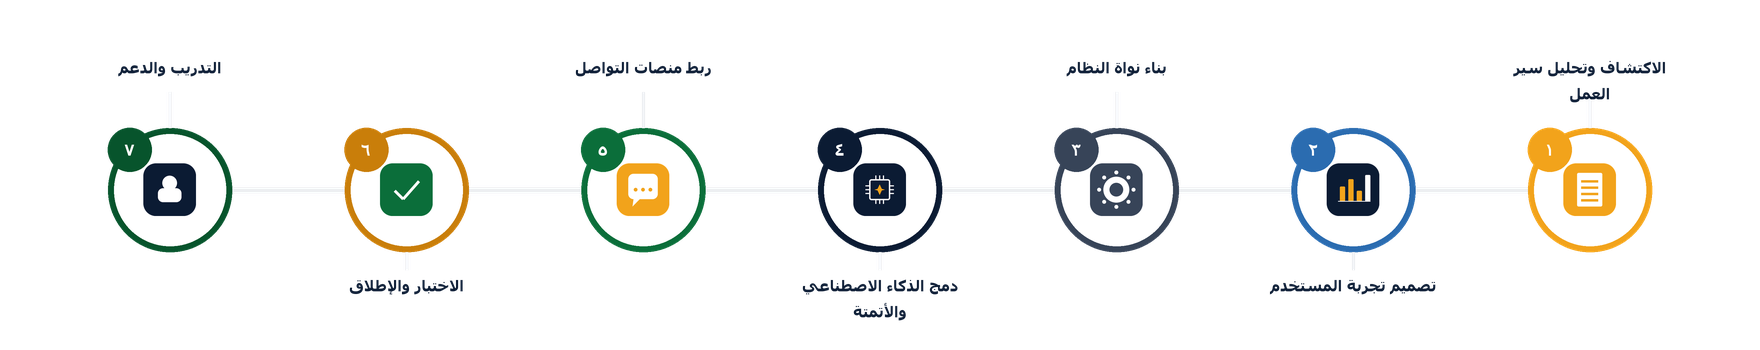 ١
الاكتشاف وتحليل سير
العمل
٢
تصميم تجربة المستخدم
٣
بناء نواة النظام
٤
دمج الذكاء الاصطناعي
والأتمتة
٥
ربط منصات التواصل
٦
الاختبار والإطلاق
٧
التدريب والدعم